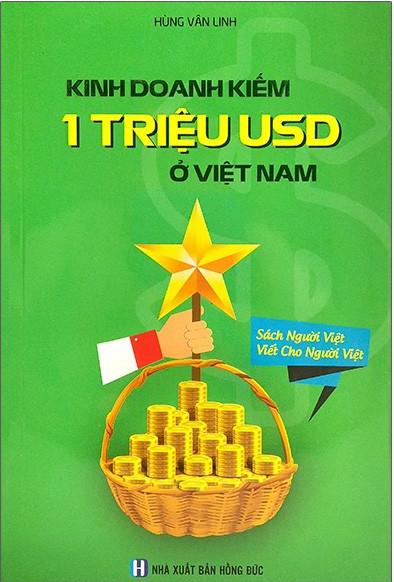 HÙNG VÂN LINH
KINH DOANH KIẾM
1 TRIỆU USD
Ở VIỆT NAM
Sách Người Việt
Viết Cho Người Việt
H NHÀ XUẤT BẢN HỒNG ĐỨC